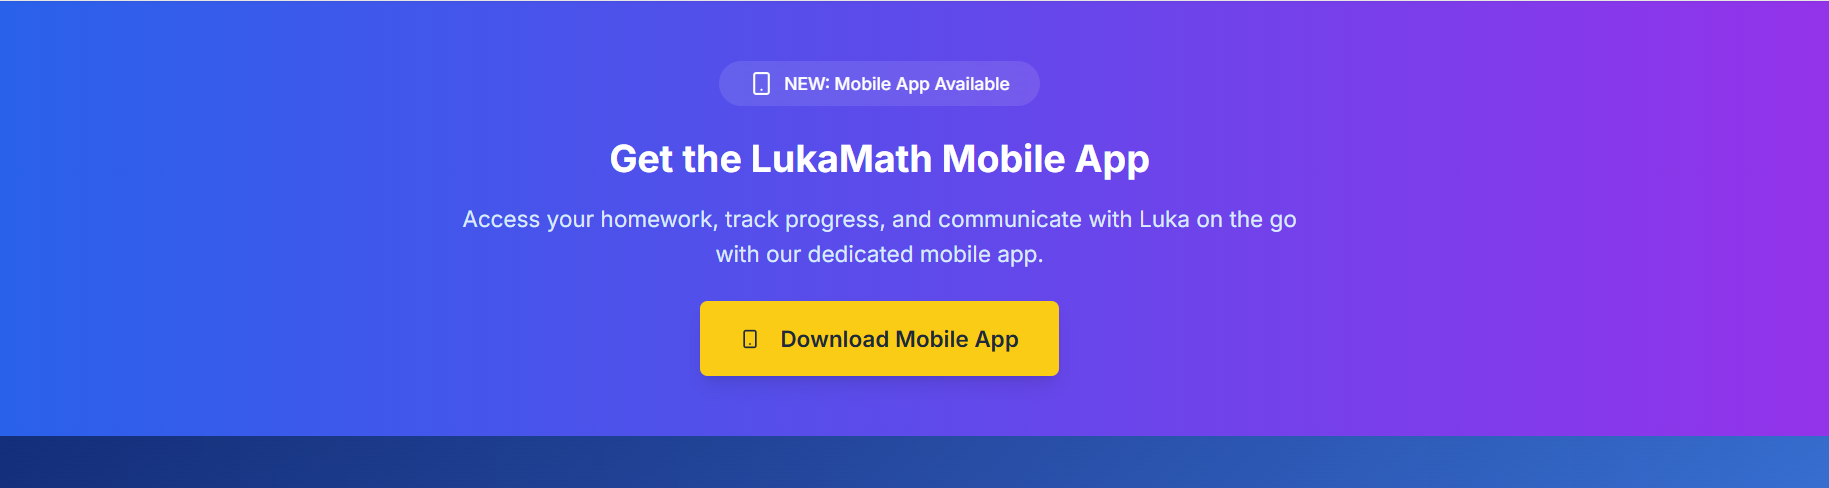 NEW: Mobile App Available
Get the LukaMath Mobile App
Access your homework, track progress, and communicate with Luka on the go
with our dedicated mobile app.
Download Mobile App